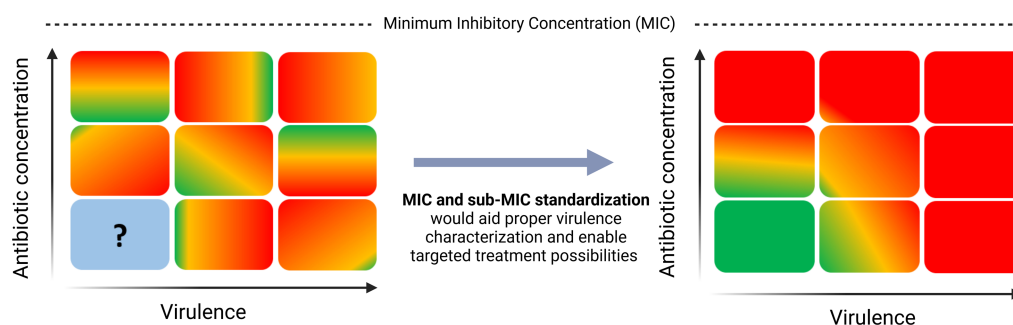 Minimum Inhibitory Concentration (MIC)
Antibiotic concentration
?
Virulence
MIC and sub-MIC standardization
would aid proper virulence
characterization and enable
targeted treatment possibilities
Antibiotic concentration
Virulence